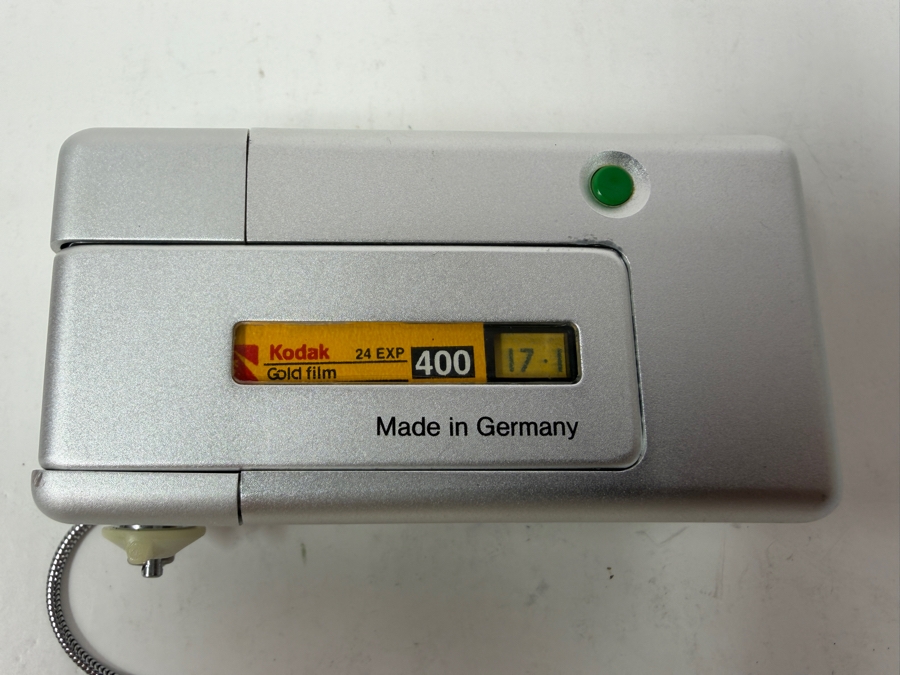 Kodak 24 EXP 400
Gold film
17·1
Made in Germany